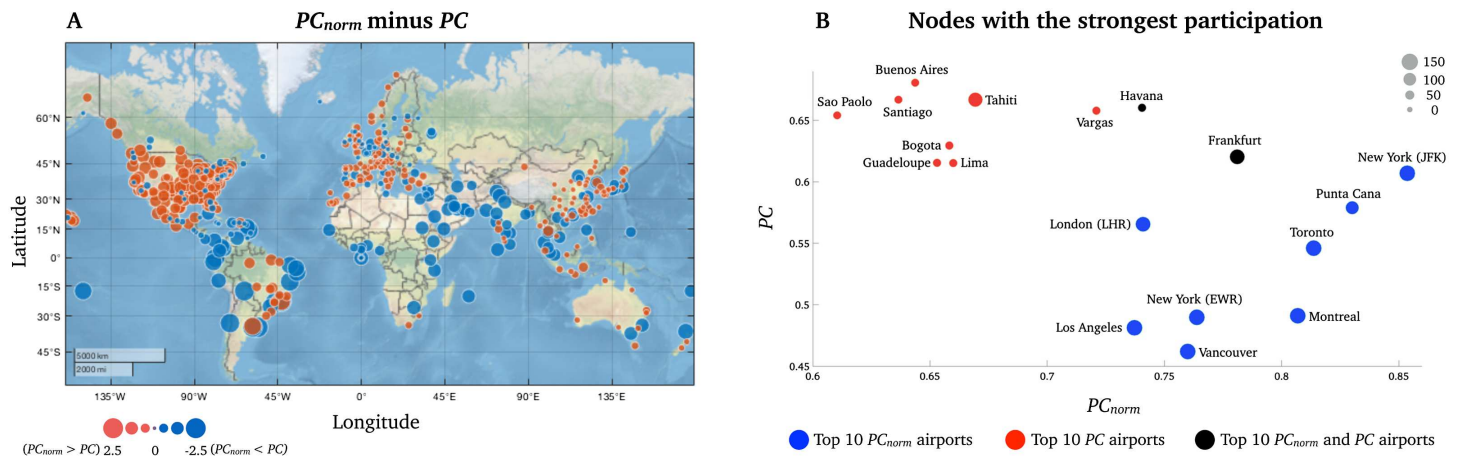 A
PCnorm minus PC
Latitude
60°N
45°N
30°N
15°N
0°
15°S
30°S
45°S
5000 km
2000 mi
135°W
90°W
45°W
0°
45°E
90°E
135°E
Longitude
(PCnorm > PC) 2.5 0 -2.5 (PCnorm < PC)
B
Nodes with the strongest participation
150
100
50
0
Buenos Aires
Sao Paolo
Santiago
Tahiti
Vargas
Havana
Bogota
Guadeloupe
Lima
Frankfurt
New York (JFK)
Punta Cana
London (LHR)
Toronto
New York (EWR)
Los Angeles
Montreal
Vancouver
PC
0.65
0.6
0.55
0.5
0.45
0.6
0.65
0.7
0.75
0.8
0.85
PCnorm
Top 10 PCnorm airports
Top 10 PC airports
Top 10 PCnorm and PC airports